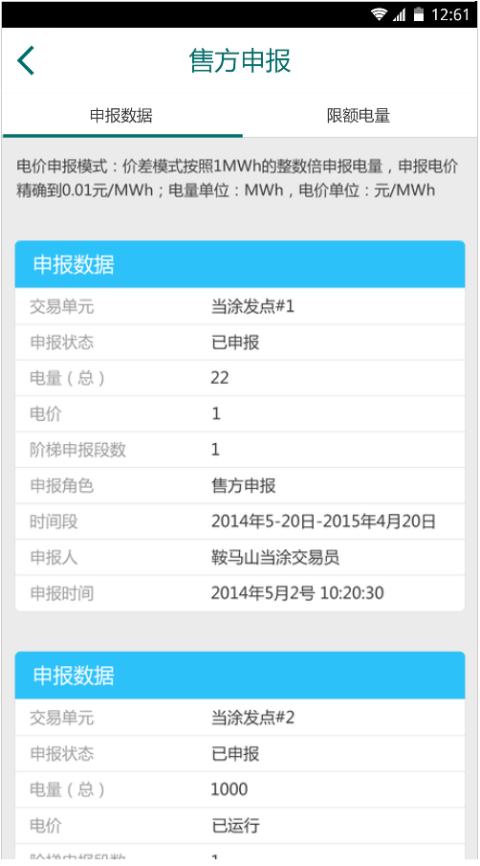 12:61
售方申报
申报数据 限额电量
电价申报模式：价差模式按照1MWh的整数倍申报电量，申报电价
精确到0.01元/MWh；电量单位：MWh，电价单位：元/MWh
申报数据
交易单元 当涂发点#1
申报状态 已申报
电量（总） 22
电价 1
阶梯申报段数 1
申报角色 售方申报
时间段 2014年5-20日-2015年4月20日
申报人 鞍马山当涂交易员
申报时间 2014年5月2号 10:20:30
申报数据
交易单元 当涂发点#2
申报状态 已申报
电量（总） 1000
电价 已运行
阶梯申报段数 1